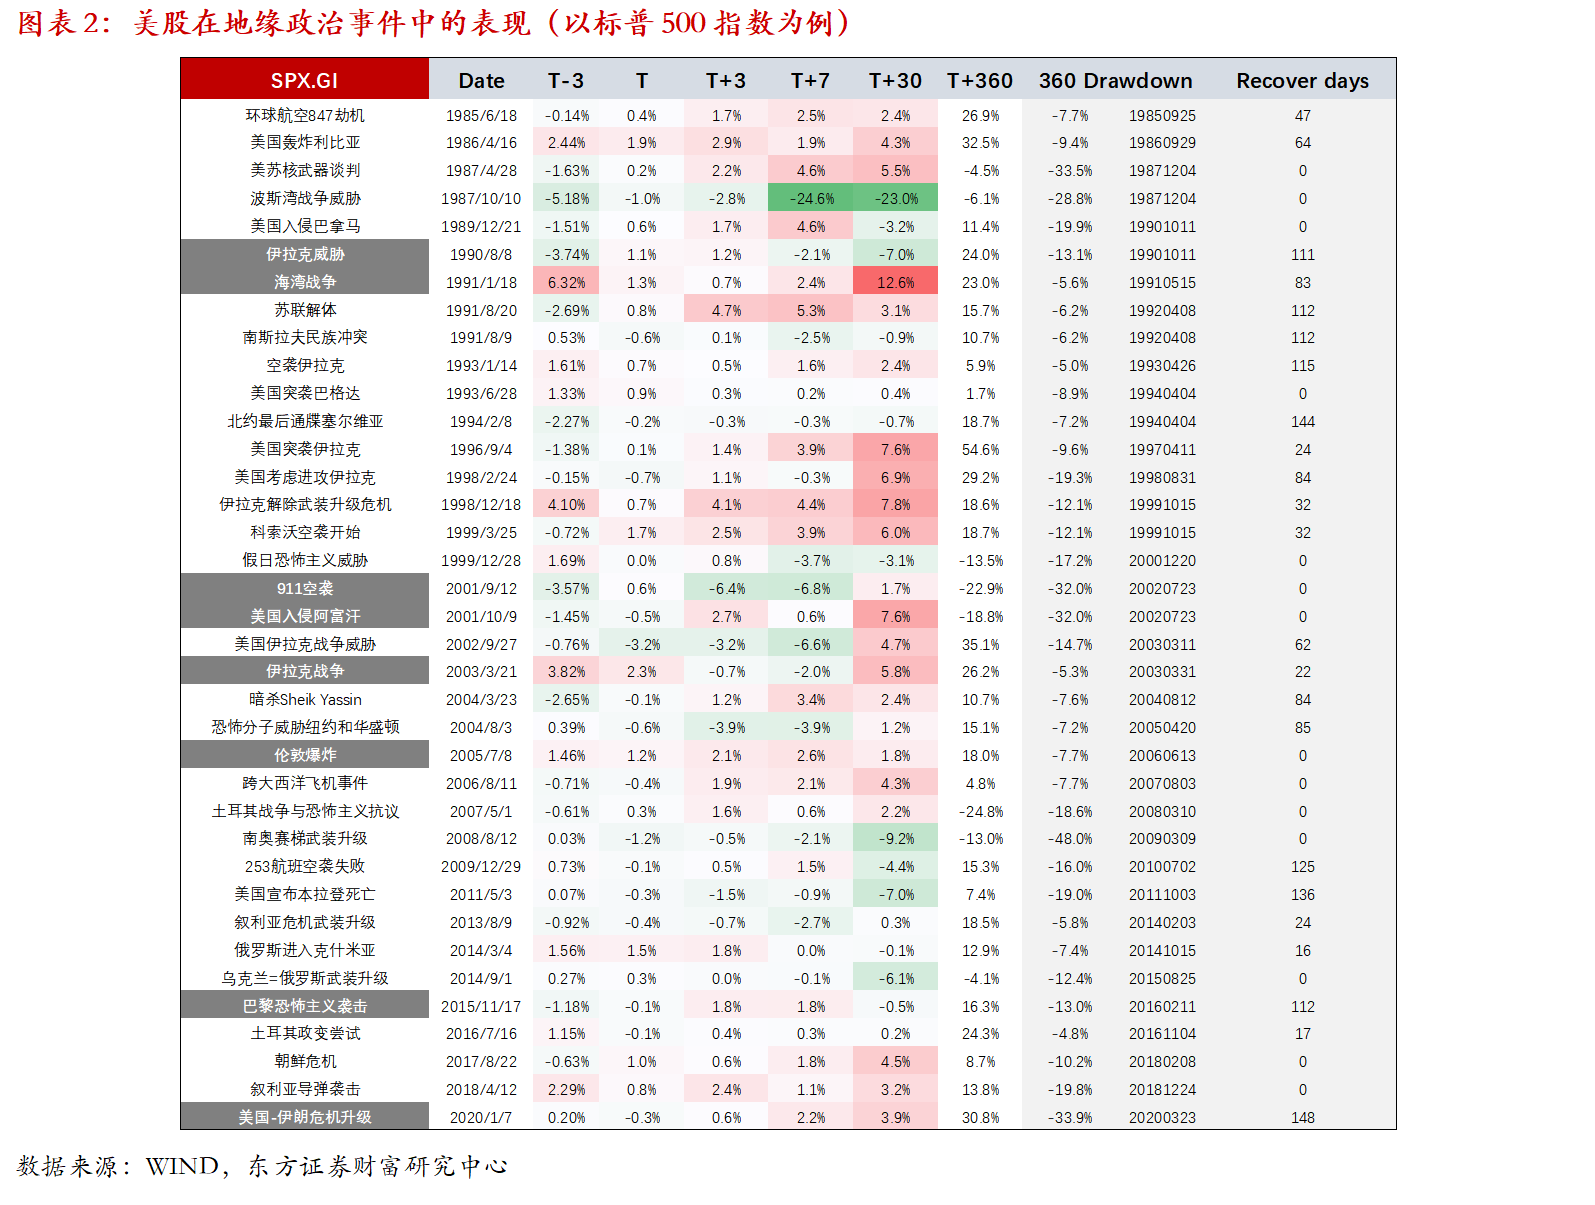 图表 2：美股在地缘政治事件中的表现（以标普 500 指数为例）
SPX.GI Date T-3 T T+3 T+7 T+30 T+360 360 Drawdown Recover days
环球航空847劫机 1985/6/18 -0.14% 0.4% 1.7% 2.5% 2.4% 26.9% -7.7% 19850925 47
美国轰炸利比亚 1986/4/16 2.44% 1.9% 2.9% 1.9% 4.3% 32.5% -9.4% 19860929 64
美苏核武器谈判 1987/4/28 -1.63% 0.2% 2.2% 4.6% 5.5% -4.5% -33.5% 19871204 0
波斯湾战争威胁 1987/10/10 -5.18% -1.0% -2.8% -24.6% -23.0% -6.1% -28.8% 19871204 0
美国入侵巴拿马 1989/12/21 -1.51% 0.6% 1.7% 4.6% -3.2% 11.4% -19.9% 19901011 0
伊拉克威胁 1990/8/8 -3.74% 1.1% 1.2% -2.1% -7.0% 24.0% -13.1% 19901011 111
海湾战争 1991/1/18 6.32% 1.3% 0.7% 2.4% 12.6% 23.0% -5.6% 19910515 83
苏联解体 1991/8/20 -2.69% 0.8% 4.7% 5.3% 3.1% 15.7% -6.2% 19920408 112
南斯拉夫民族冲突 1991/8/9 0.53% -0.6% 0.1% -2.5% -0.9% 10.7% -6.2% 19920408 112
空袭伊拉克 1993/1/14 1.61% 0.7% 0.5% 1.6% 2.4% 5.9% -5.0% 19930426 115
美国突袭巴格达 1993/6/28 1.33% 0.9% 0.3% 0.2% 0.4% 1.7% -8.9% 19940404 0
北约最后通牒塞尔维亚 1994/2/8 -2.27% -0.2% -0.3% -0.3% -0.7% 18.7% -7.2% 19940404 144
美国突袭伊拉克 1996/9/4 -1.38% 0.1% 1.4% 3.9% 7.6% 54.6% -9.6% 19970411 24
美国考虑进攻伊拉克 1998/2/24 -0.15% -0.7% 1.1% -0.3% 6.9% 29.2% -19.3% 19980831 84
伊拉克解除武装升级危机 1998/12/18 4.10% 0.7% 4.1% 4.4% 7.8% 18.6% -12.1% 19991015 32
科索沃空袭开始 1999/3/25 -0.72% 1.7% 2.5% 3.9% 6.0% 18.7% -12.1% 19991015 32
假日恐怖主义威胁 1999/12/28 1.69% 0.0% 0.8% -3.7% -3.1% -13.5% -17.2% 20001220 0
911空袭 2001/9/12 -3.57% 0.6% -6.4% -6.8% 1.7% -22.9% -32.0% 20020723 0
美国入侵阿富汗 2001/10/9 -1.45% -0.5% 2.7% 0.6% 7.6% -18.8% -32.0% 20020723 0
美国伊拉克战争威胁 2002/9/27 -0.76% -3.2% -3.2% -6.6% 4.7% 35.1% -14.7% 20030311 62
伊拉克战争 2003/3/21 3.82% 2.3% -0.7% -2.0% 5.8% 26.2% -5.3% 20030331 22
暗杀Sheik Yassin 2004/3/23 -2.65% -0.1% 1.2% 3.4% 2.4% 10.7% -7.6% 20040812 84
恐怖分子威胁纽约和华盛顿 2004/8/3 0.39% -0.6% -3.9% -3.9% 1.2% 15.1% -7.2% 20050420 85
伦敦爆炸 2005/7/8 1.46% 1.2% 2.1% 2.6% 1.8% 18.0% -7.7% 20060613 0
跨大西洋飞机事件 2006/8/11 -0.71% -0.4% 1.9% 2.1% 4.3% 4.8% -7.7% 20070803 0
土耳其战争与恐怖主义抗议 2007/5/1 -0.61% 0.3% 1.6% 0.6% 2.2% -24.8% -18.6% 20080310 0
南奥赛梯武装升级 2008/8/12 0.03% -1.2% -0.5% -2.1% -9.2% -13.0% -48.0% 20090309 0
253航班空袭失败 2009/12/29 0.73% -0.1% 0.5% 1.5% -4.4% 15.3% -16.0% 20100702 125
美国宣布本拉登死亡 2011/5/3 0.07% -0.3% -1.5% -0.9% -7.0% 7.4% -19.0% 20111003 136
叙利亚危机武装升级 2013/8/9 -0.92% -0.4% -0.7% -2.7% 0.3% 18.5% -5.8% 20140203 24
俄罗斯进入克什米亚 2014/3/4 1.56% 1.5% 1.8% 0.0% -0.1% 12.9% -7.4% 20141015 16
乌克兰=俄罗斯武装升级 2014/9/1 0.27% 0.3% 0.0% -0.1% -6.1% -4.1% -12.4% 20150825 0
巴黎恐怖主义袭击 2015/11/17 -1.18% -0.1% 1.8% 1.8% -0.5% 16.3% -13.0% 20160211 112
土耳其政变尝试 2016/7/16 1.15% -0.1% 0.4% 0.3% 0.2% 24.3% -4.8% 20161104 17
朝鲜危机 2017/8/22 -0.63% 1.0% 0.6% 1.8% 4.5% 8.7% -10.2% 20180208 0
叙利亚导弹袭击 2018/4/12 2.29% 0.8% 2.4% 1.1% 3.2% 13.8% -19.8% 20181224 0
美国-伊朗危机升级 2020/1/7 0.20% -0.3% 0.6% 2.2% 3.9% 30.8% -33.9% 20200323 148
数据来源：WIND，东方证券财富研究中心